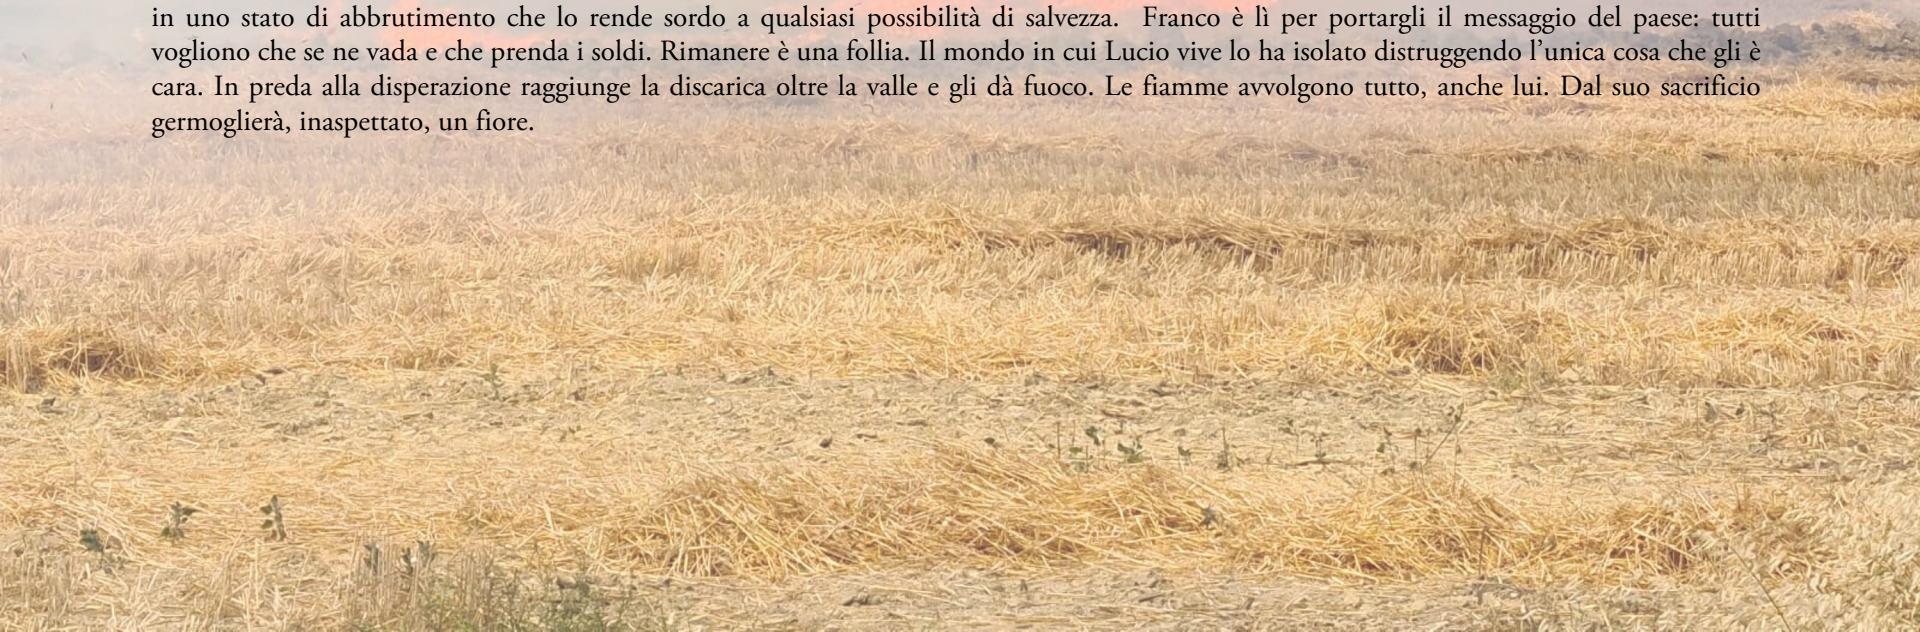 in uno stato di abbrutimento che lo rende sordo a qualsiasi possibilità di salvezza.  Franco è lì per portargli il messaggio del paese: tutti
vogliono che se ne vada e che prenda i soldi. Rimanere è una follia. Il mondo in cui Lucio vive lo ha isolato distruggendo l’unica cosa che gli è
cara. In preda alla disperazione raggiunge la discarica oltre la valle e gli dà fuoco. Le fiamme avvolgono tutto, anche lui. Dal suo sacrificio
germoglierà, inaspettato, un fiore.